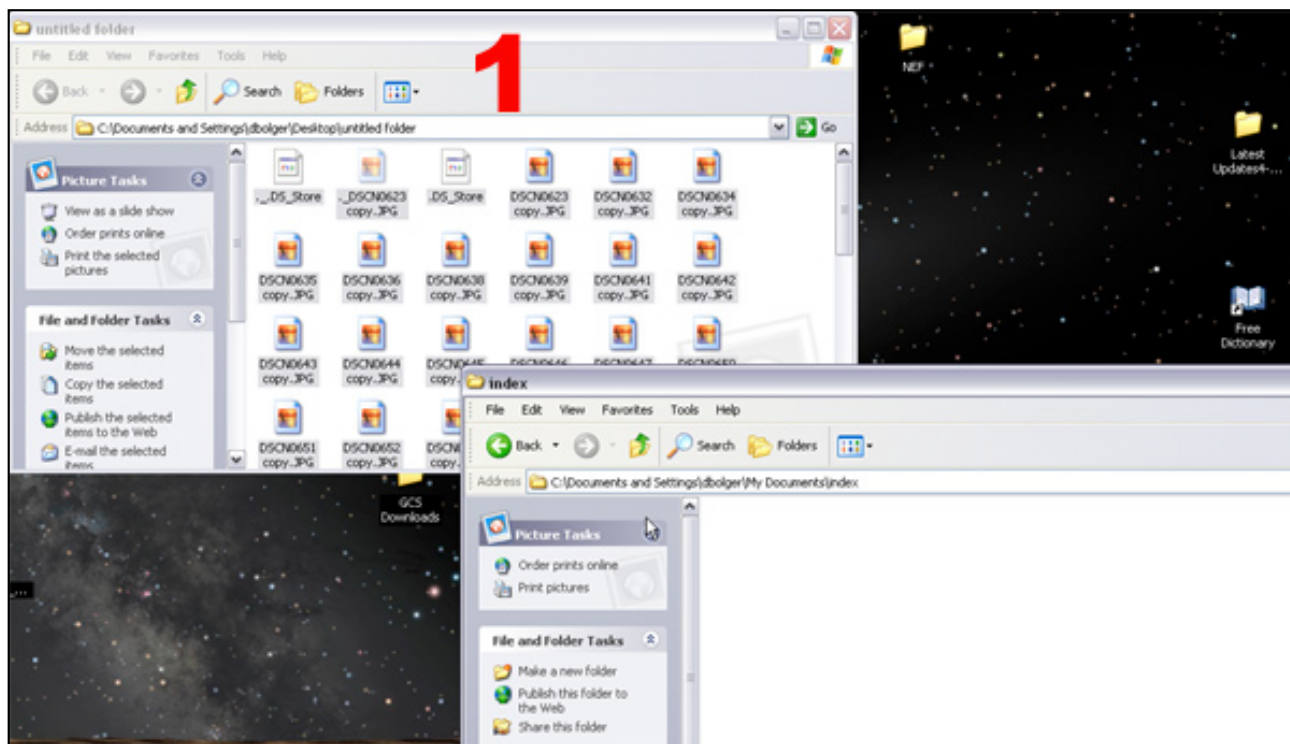 untitled folder
1
File Edit View Favorites Tools Help
Back Search Folders
Address C:\Documents and Settings\dbolger\Desktop\untitled folder Go
Picture Tasks
View as a slide show
Order prints online
Print the selected
pictures
File and Folder Tasks
Move the selected
items
Copy the selected
items
Publish the selected
items to the Web
E-mail the selected
items
._.DS_Store ._DSCN0623 .DS_Store DSCN0623 DSCN0632 DSCN0634
copy.JPG copy.JPG copy.JPG copy.JPG
DSCN0635 DSCN0636 DSCN0638 DSCN0639 DSCN0641 DSCN0642
copy.JPG copy.JPG copy.JPG copy.JPG copy.JPG copy.JPG
DSCN0643 DSCN0644 DSCN0645 DSCN0646 DSCN0647 DSCN0650
copy.JPG copy.JPG copy.
DSCN0651 DSCN0652
copy.JPG copy.JPG copy.
NEF
Latest
Updates4-...
Free
Dictionary
GCS
Downloads
index
File Edit View Favorites Tools Help
Back Search Folders
Address C:\Documents and Settings\dbolger\My Documents\index
Picture Tasks
Order prints online
Print pictures
File and Folder Tasks
Make a new folder
Publish this folder to
the Web
Share this folder